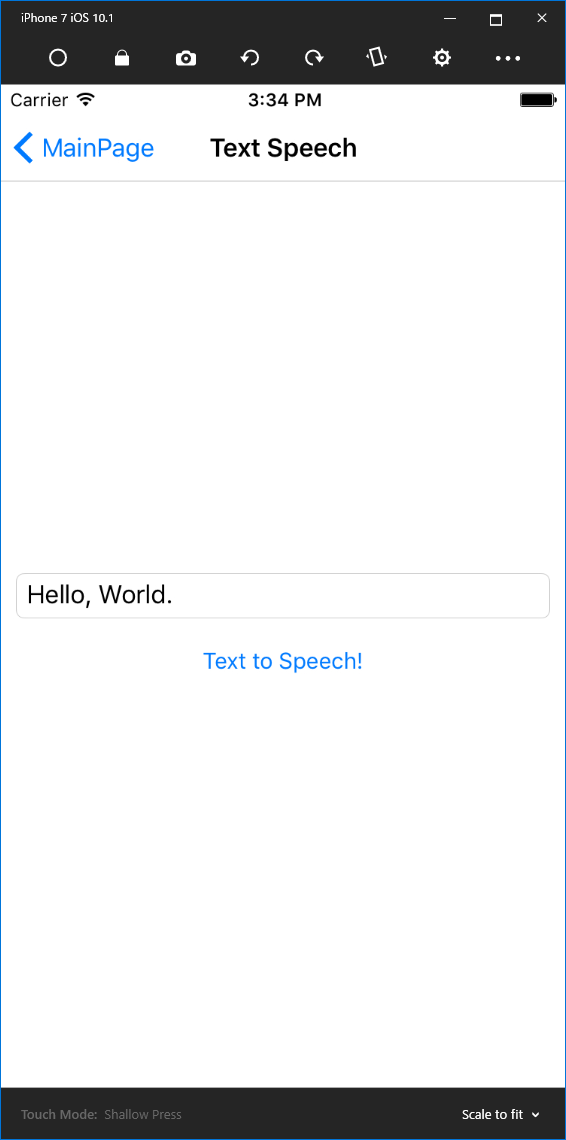 iPhone 7 iOS 10.1
Carrier 3:34 PM
MainPage Text Speech
Hello, World.
Text to Speech!
Touch Mode: Shallow Press Scale to fit